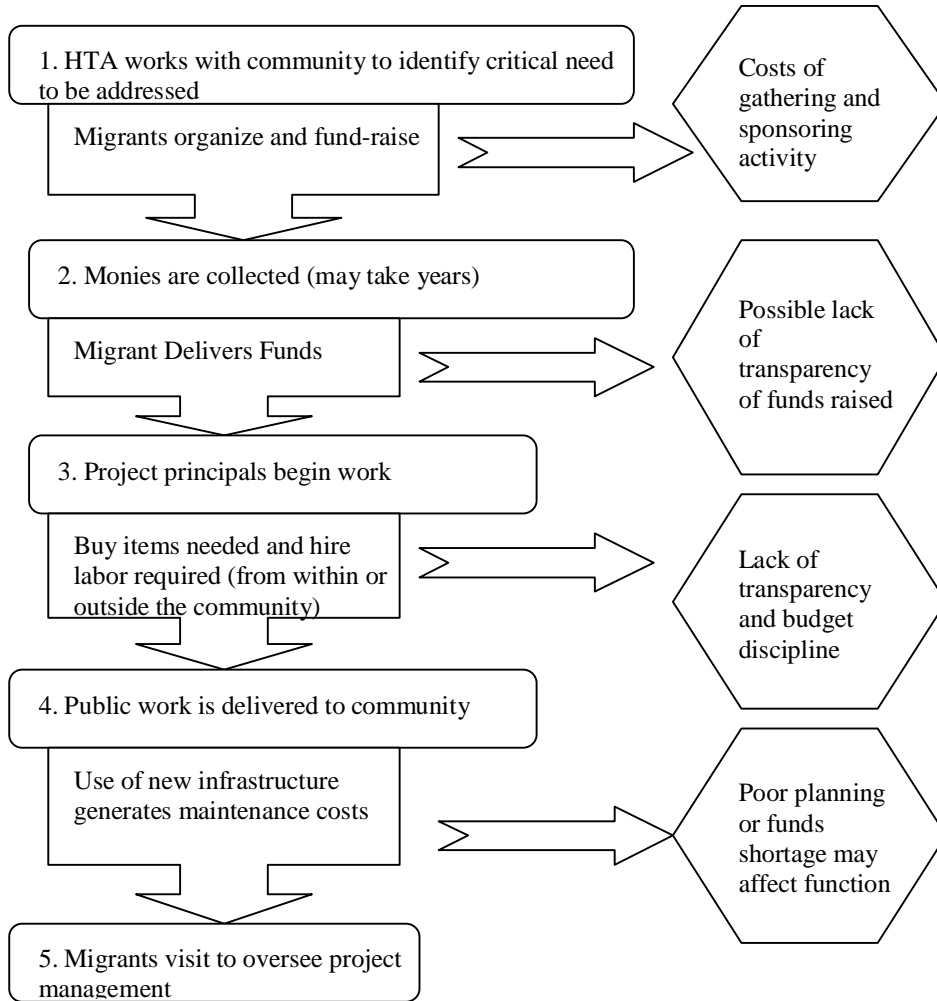 1. HTA works with community to identify critical need
to be addressed
Migrants organize and fund-raise
Costs of
gathering and
sponsoring
activity
2. Monies are collected (may take years)
Migrant Delivers Funds
Possible lack
of
transparency
of funds raised
3. Project principals begin work
Buy items needed and hire
labor required (from within or
outside the community)
Lack of
transparency
and budget
discipline
4. Public work is delivered to community
Use of new infrastructure
generates maintenance costs
Poor planning
or funds
shortage may
affect function
5. Migrants visit to oversee project
management